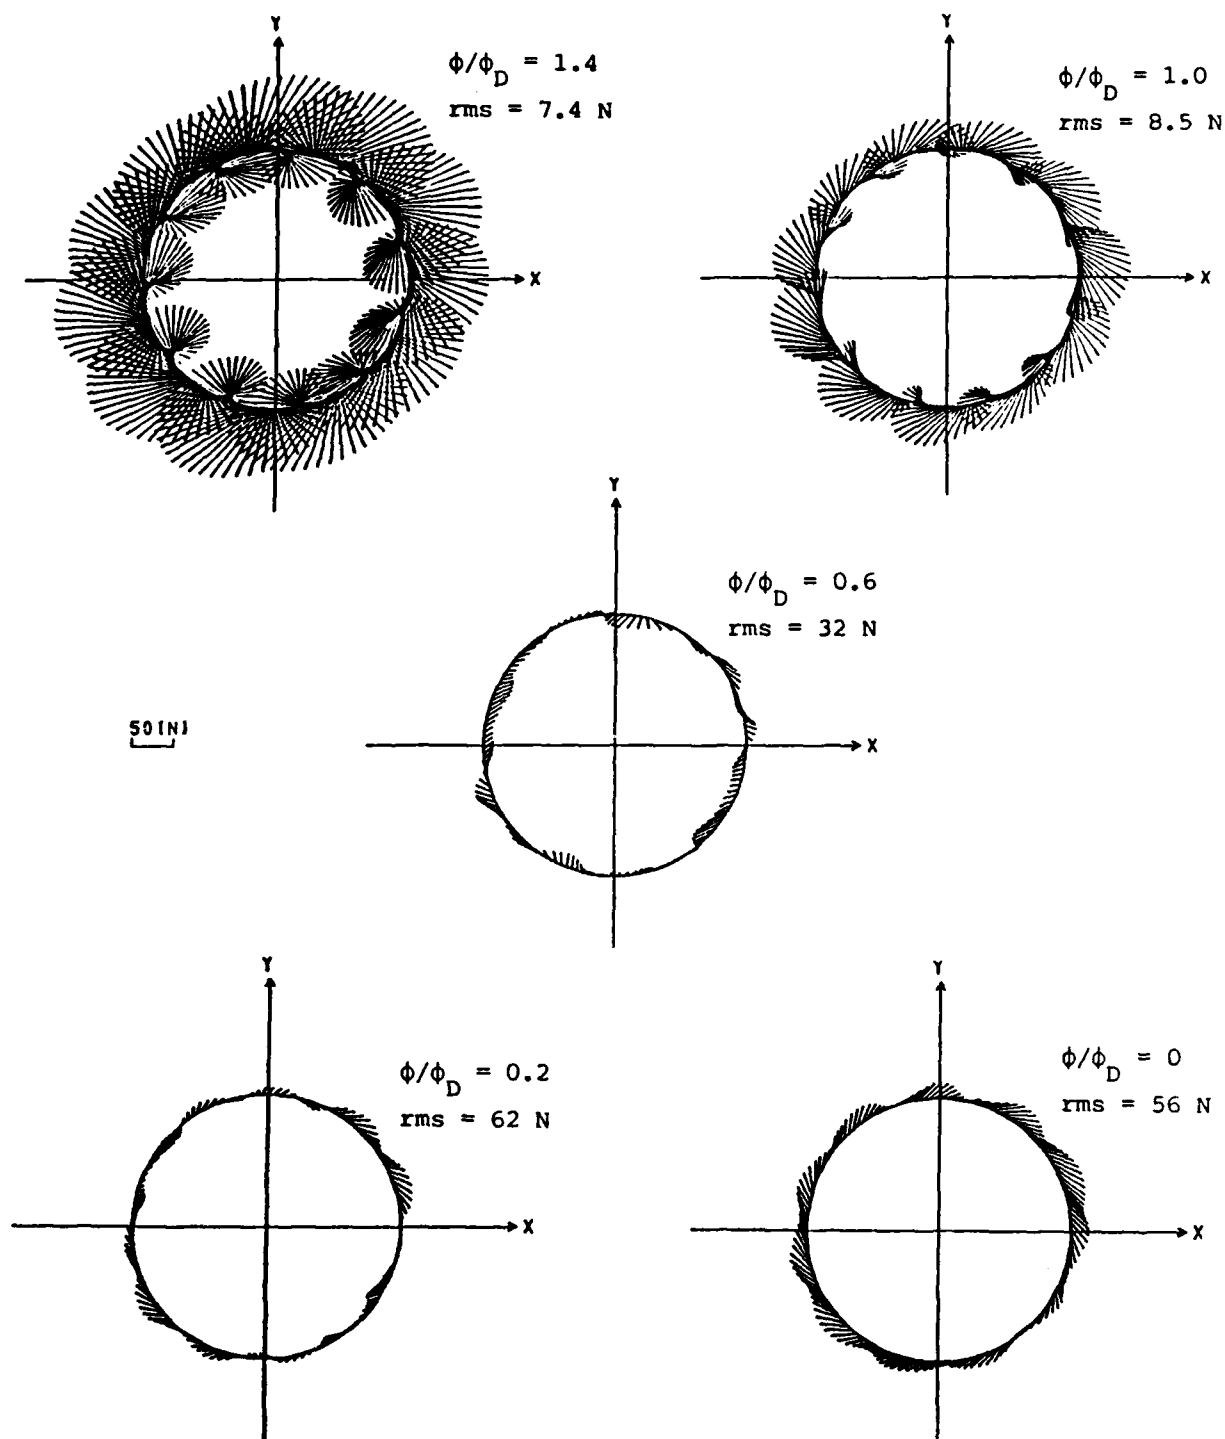 Y
ϕ/ϕD = 1.4
rms = 7.4 N
X
Y
ϕ/ϕD = 1.0
rms = 8.5 N
X
Y
ϕ/ϕD = 0.6
rms = 32 N
50 [N]
X
Y
ϕ/ϕD = 0.2
rms = 62 N
X
Y
ϕ/ϕD = 0
rms = 56 N
X